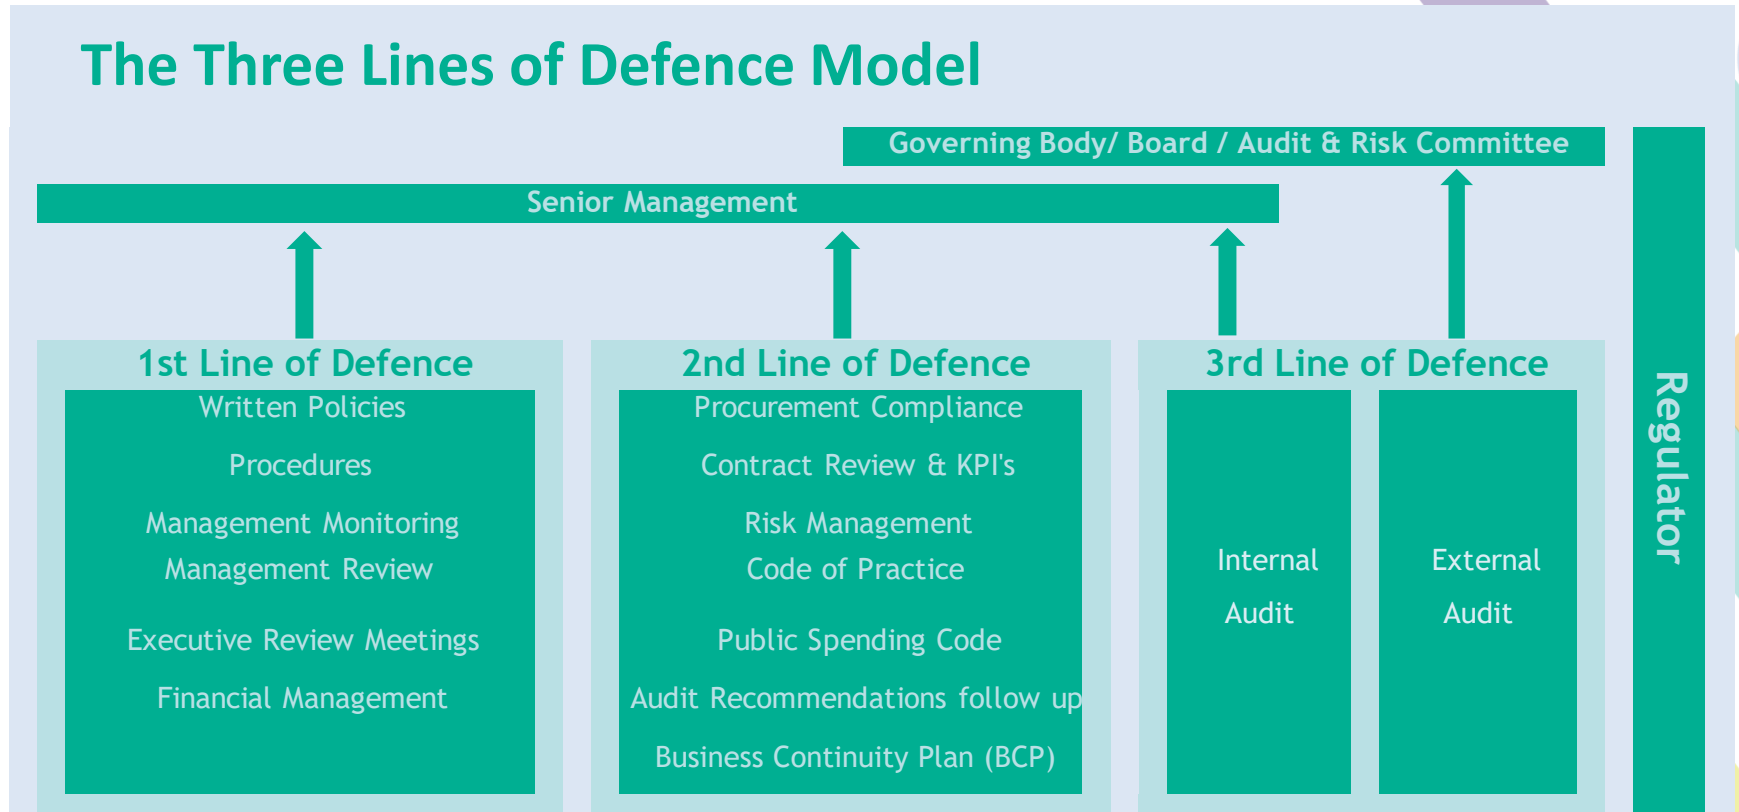 The Three Lines of Defence Model
Governing Body/ Board / Audit & Risk Committee
Senior Management
1st Line of Defence
Written Policies
Procedures
Management Monitoring
Management Review
Executive Review Meetings
Financial Management
2nd Line of Defence
Procurement Compliance
Contract Review & KPI's
Risk Management
Code of Practice
Public Spending Code
Audit Recommendations follow up
Business Continuity Plan (BCP)
3rd Line of Defence
Internal
Audit
External
Audit
Regulator